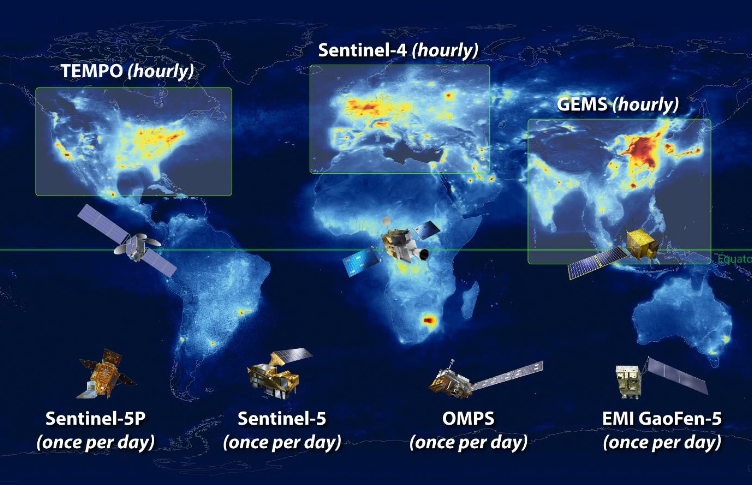 Sentinel-4 (hourly)
TEMPO (hourly)
GEMS (hourly)
Equato
Sentinel-5P
(once per day)
Sentinel-5
(once per day)
OMPS
(once per day)
EMI GaoFen-5
(once per day)